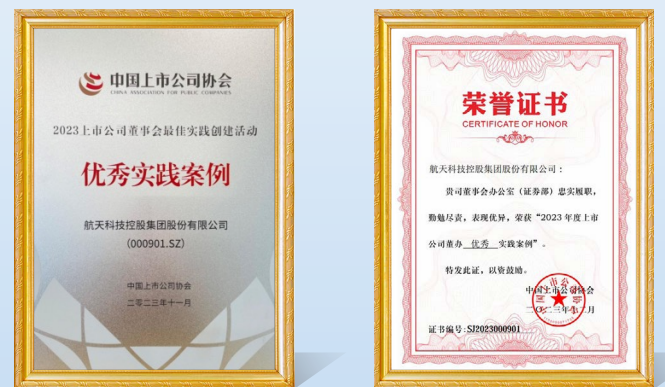 中国上市公司协会
CHINA ASSOCIATION FOR PUBLIC COMPANIES
2023上市公司董事会最佳实践创建活动
优秀实践案例
航天科技控股集团股份有限公司
(000901.SZ)
中国上市公司协会
二零二三年十一月
荣誉证书
CERTIFICATE OF HONOR
航天科技控股集团股份有限公司：
贵司董事会办公室（证券部）忠实履职，
勤勉尽责，表现优异，荣获“2023 年度上市
公司董办 优秀 实践案例”。
特发此证，以资鼓励。
中国上市公司协会
二〇二三年十二月
证书编号:SJ2023000901